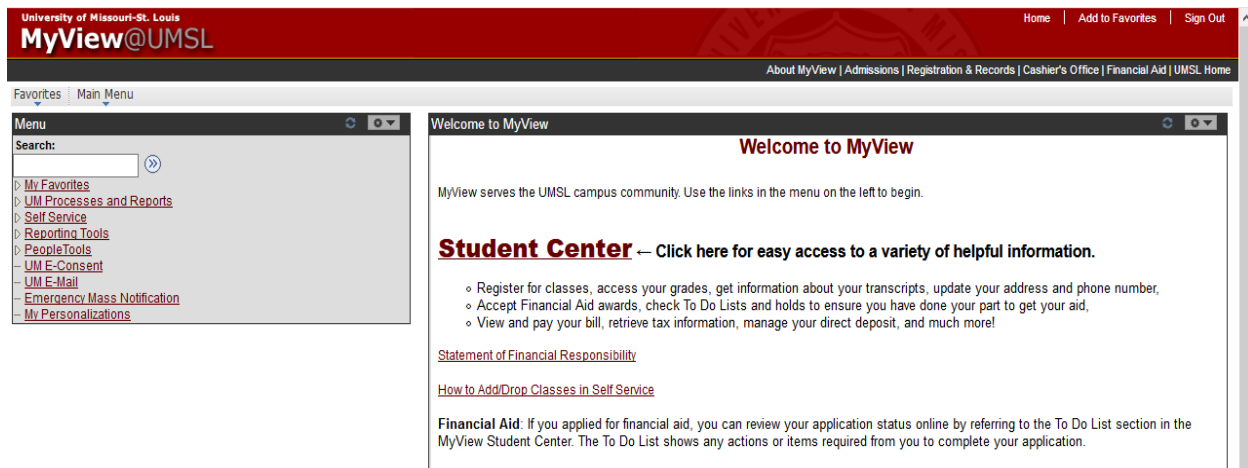 University of Missouri-St. Louis
MyView@UMSL
Home | Add to Favorites | Sign Out
About MyView | Admissions | Registration & Records | Cashier's Office | Financial Aid | UMSL Home
Favorites Main Menu
Menu
Search:
My Favorites
UM Processes and Reports
Self Service
Reporting Tools
PeopleTools
UM E-Consent
UM E-Mail
Emergency Mass Notification
My Personalizations
Welcome to MyView
Welcome to MyView
MyView serves the UMSL campus community. Use the links in the menu on the left to begin.
Student Center ← Click here for easy access to a variety of helpful information.
Register for classes, access your grades, get information about your transcripts, update your address and phone number,
Accept Financial Aid awards, check To Do Lists and holds to ensure you have done your part to get your aid,
View and pay your bill, retrieve tax information, manage your direct deposit, and much more!
Statement of Financial Responsibility
How to Add/Drop Classes in Self Service
Financial Aid: If you applied for financial aid, you can review your application status online by referring to the To Do List section in the
MyView Student Center. The To Do List shows any actions or items required from you to complete your application.